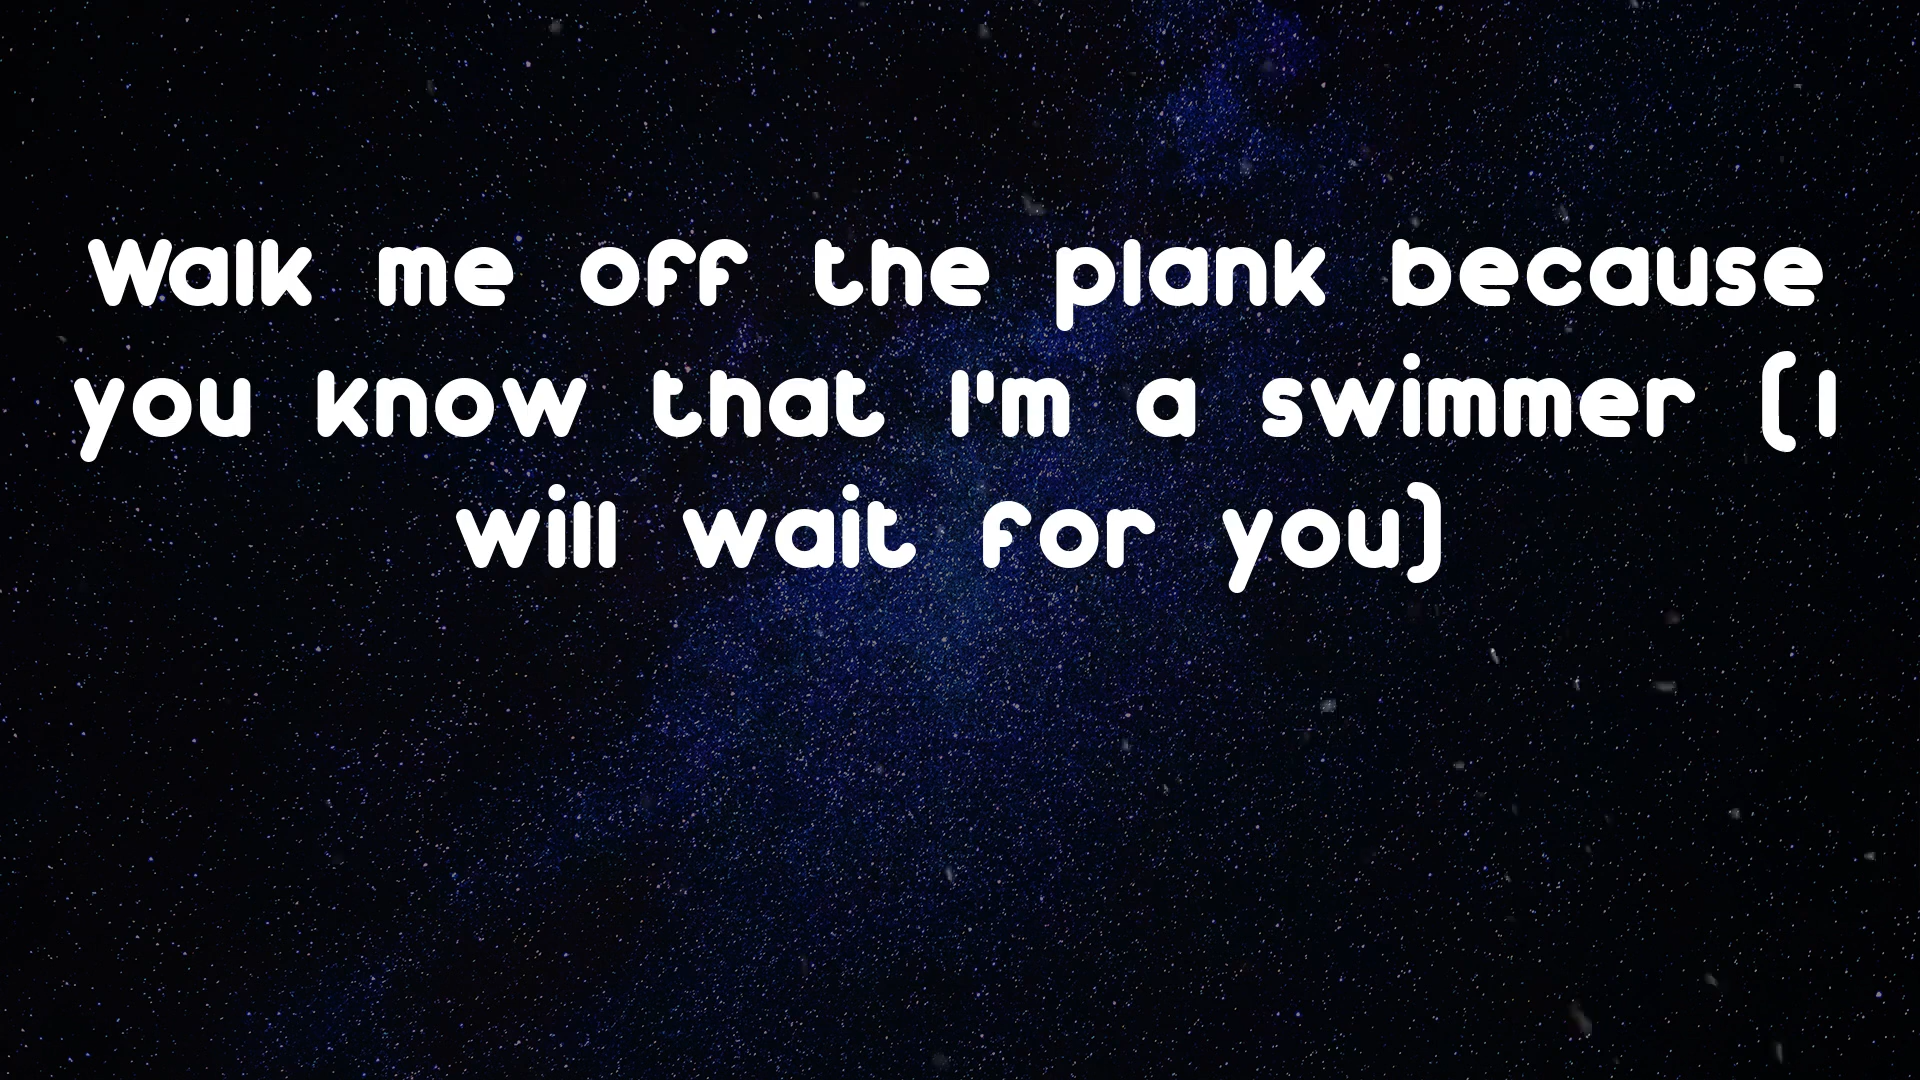 Walk me off the plank because
you know that I'm a swimmer (I
will wait for you)